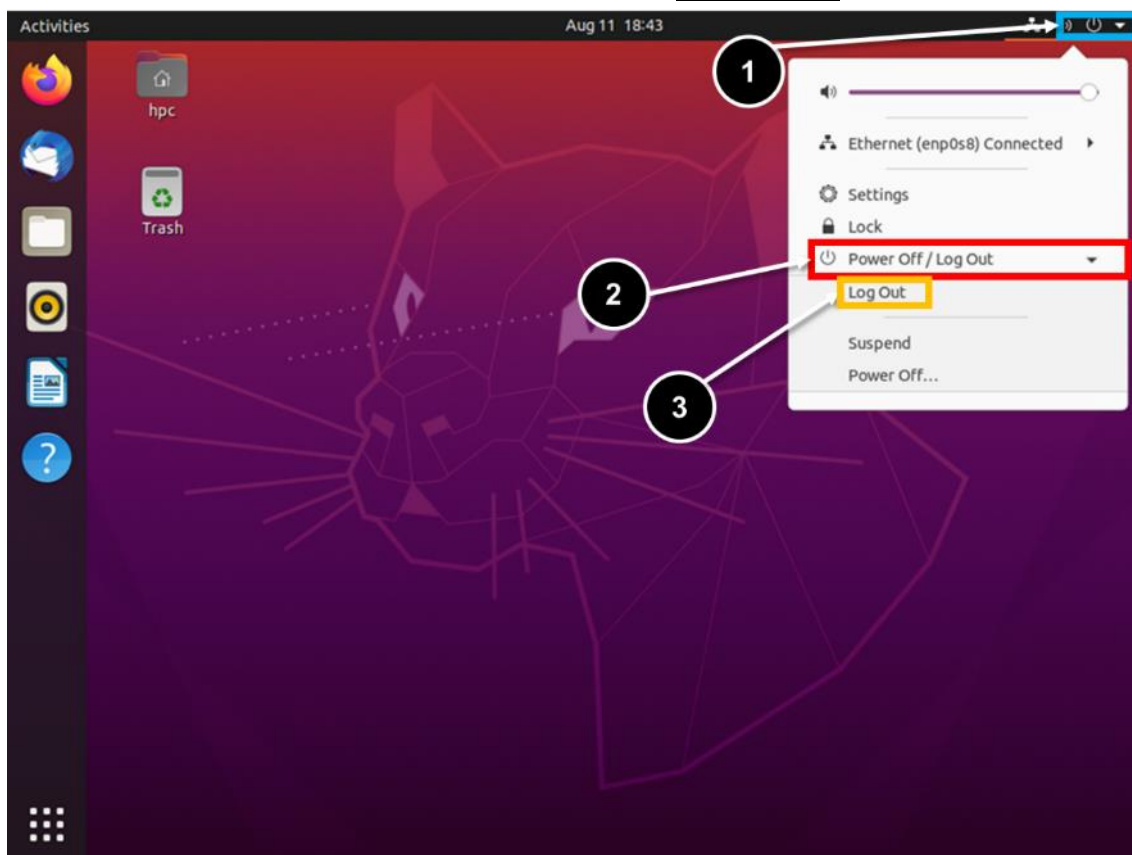 Activities
Aug 11 18:43
1
hpc
Ethernet (enp0s8) Connected
Settings
Trash
Lock
Power Off / Log Out
2
Log Out
Suspend
Power Off...
3
?